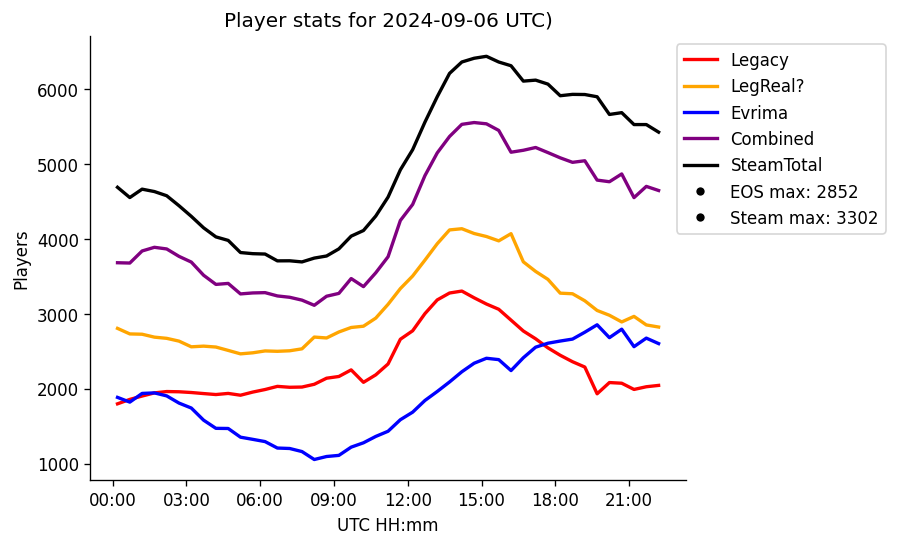 Player stats for 2024-09-06 UTC)
Players
6000
5000
4000
3000
2000
1000
00:00 03:00 06:00 09:00 12:00 15:00 18:00 21:00
UTC HH:mm
Legacy
LegReal?
Evrima
Combined
SteamTotal
EOS max: 2852
Steam max: 3302